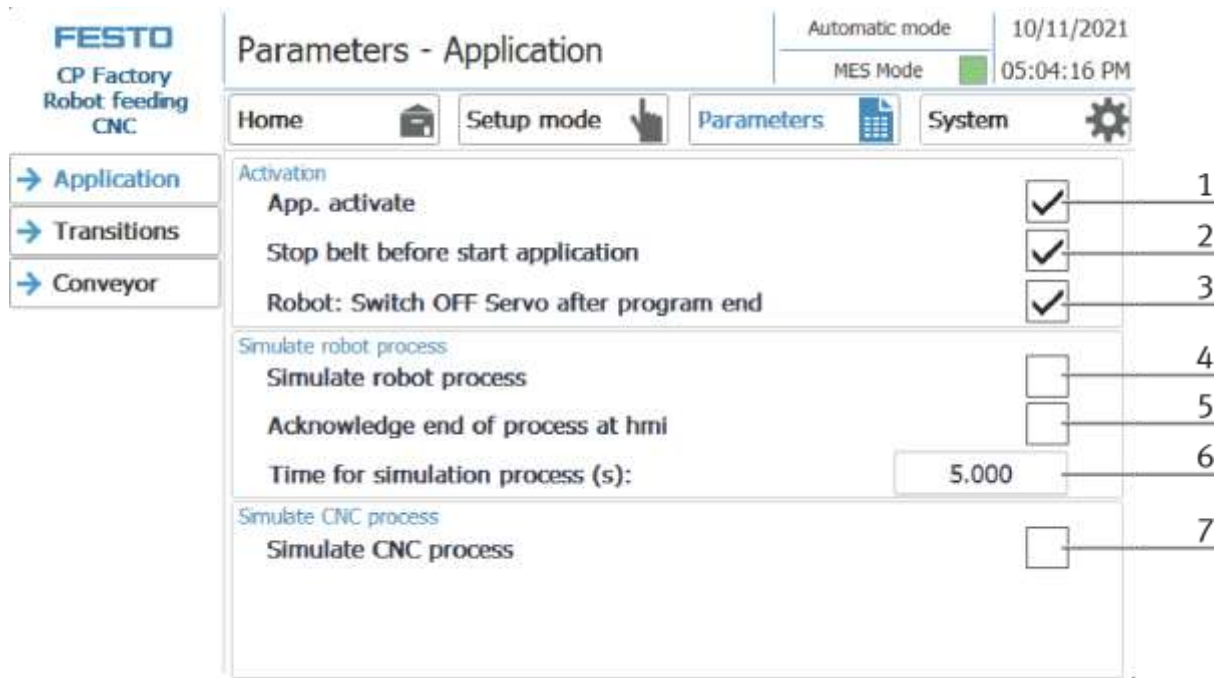 FESTO
CP Factory
Robot feeding
CNC
Parameters - Application
Automatic mode
MES Mode
10/11/2021
05:04:16 PM
Home
Setup mode
Parameters
System
Application
Transitions
Conveyor
Activation
App. activate
1
Stop belt before start application
2
Robot: Switch OFF Servo after program end
3
Simulate robot process
Simulate robot process
4
Acknowledge end of process at hmi
5
Time for simulation process (s):
5.000
6
Simulate CNC process
Simulate CNC process
7